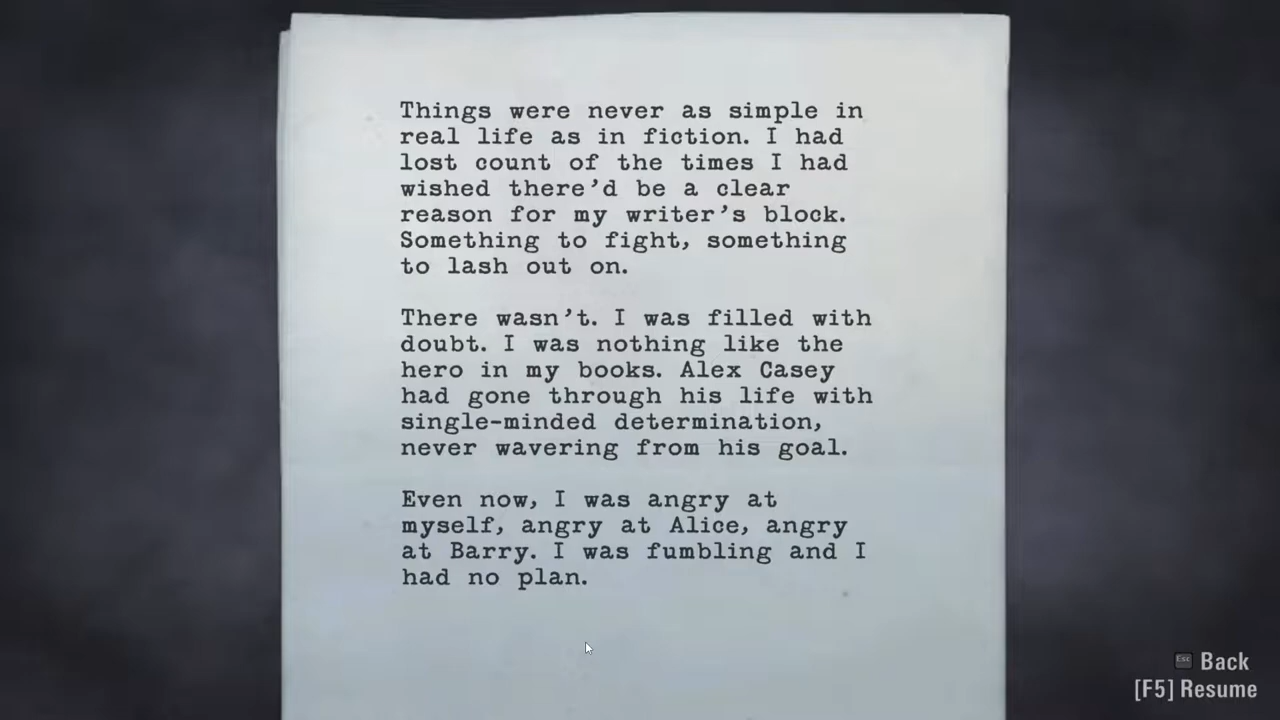 Things were never as simple in
real life as in fiction. I had
lost count of the times I had
wished there’d be a clear
reason for my writer’s block.
Something to fight, something
to lash out on.
There wasn’t. I was filled with
doubt. I was nothing like the
hero in my books. Alex Casey
had gone through his life with
single-minded determination,
never wavering from his goal.
Even now, I was angry at
myself, angry at Alice, angry
at Barry. I was fumbling and I
had no plan.
Esc Back
[F5] Resume